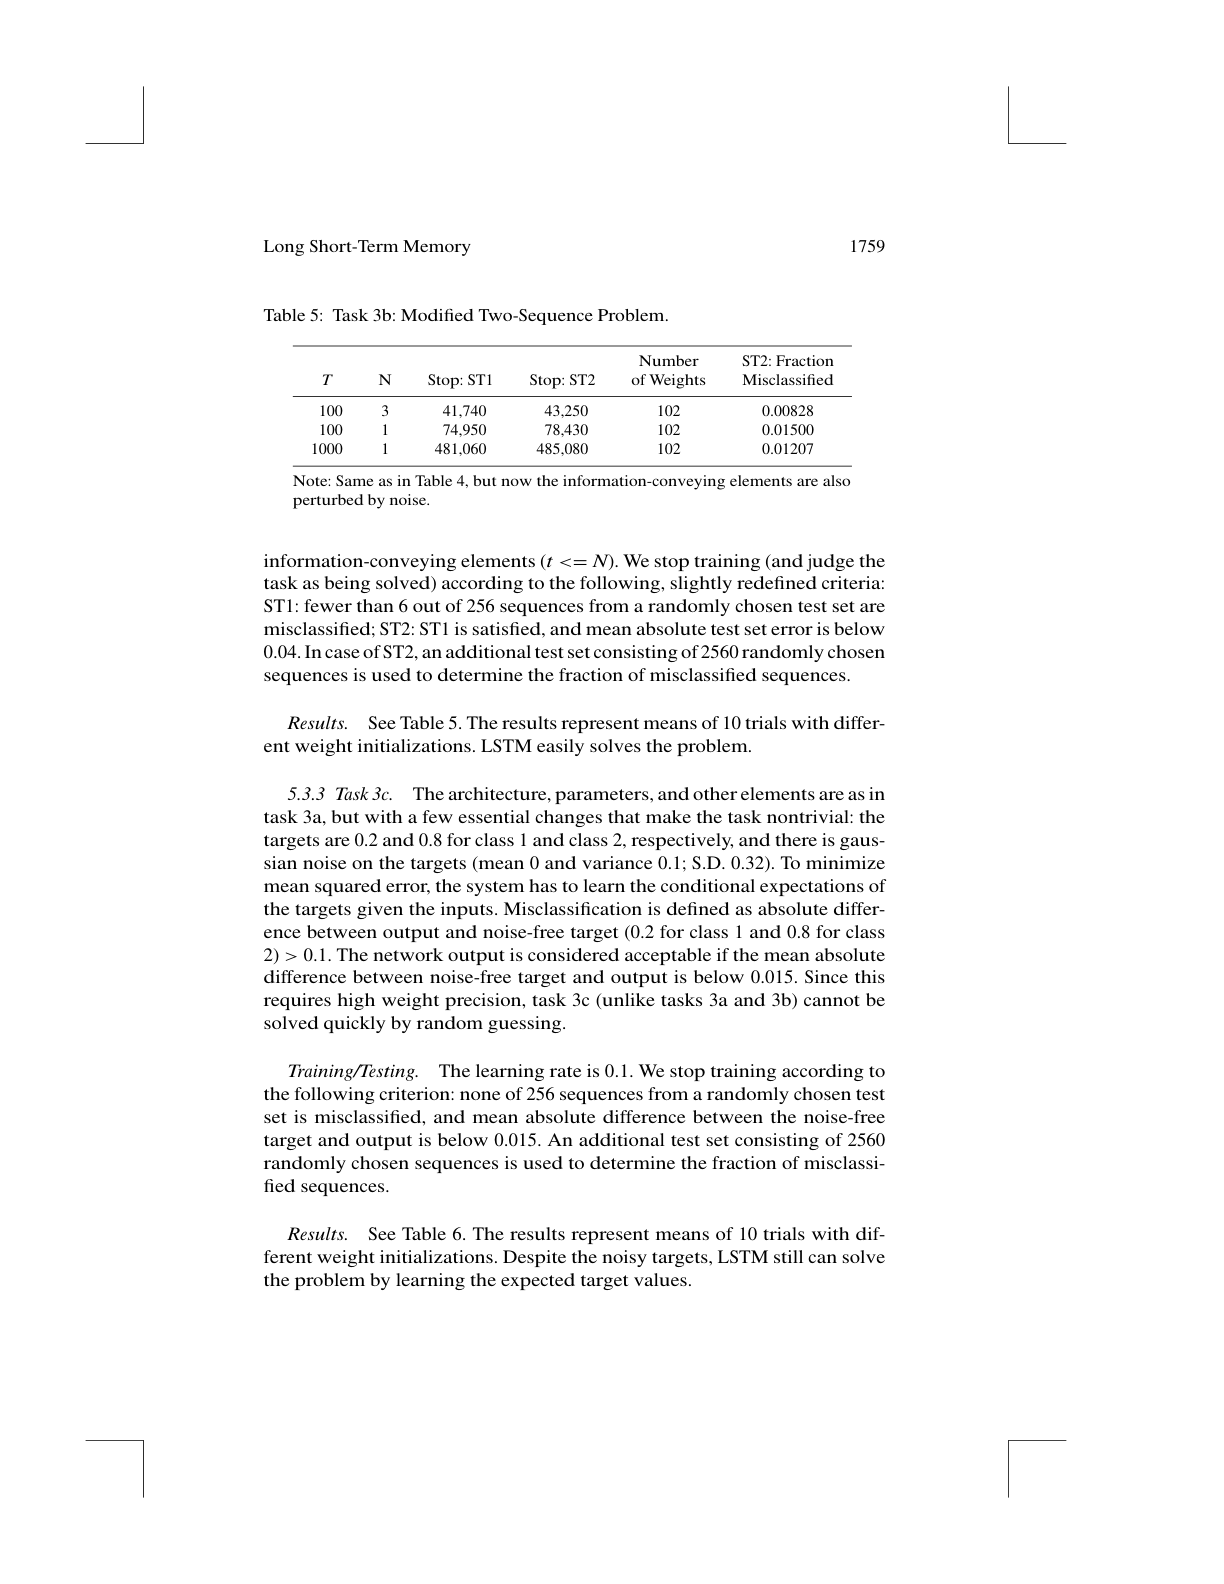 Long Short-Term Memory 1759
Table 5: Task 3b: Modified Two-Sequence Problem.
Number ST2: Fraction
T N Stop: ST1 Stop: ST2 of Weights Misclassified
100 3 41,740 43,250 102 0.00828
100 1 74,950 78,430 102 0.01500
1000 1 481,060 485,080 102 0.01207
Note: Same as in Table 4, but now the information-conveying elements are also
perturbed by noise.
information-conveying elements (t <= N). We stop training (and judge the
task as being solved) according to the following, slightly redefined criteria:
ST1: fewer than 6 out of 256 sequences from a randomly chosen test set are
misclassified; ST2: ST1 is satisfied, and mean absolute test set error is below
0.04. In case of ST2, an additional test set consisting of 2560 randomly chosen
sequences is used to determine the fraction of misclassified sequences.
Results. See Table 5. The results represent means of 10 trials with differ-
ent weight initializations. LSTM easily solves the problem.
5.3.3 Task 3c. The architecture, parameters, and other elements are as in
task 3a, but with a few essential changes that make the task nontrivial: the
targets are 0.2 and 0.8 for class 1 and class 2, respectively, and there is gaus-
sian noise on the targets (mean 0 and variance 0.1; S.D. 0.32). To minimize
mean squared error, the system has to learn the conditional expectations of
the targets given the inputs. Misclassification is defined as absolute differ-
ence between output and noise-free target (0.2 for class 1 and 0.8 for class
2) > 0.1. The network output is considered acceptable if the mean absolute
difference between noise-free target and output is below 0.015. Since this
requires high weight precision, task 3c (unlike tasks 3a and 3b) cannot be
solved quickly by random guessing.
Training/Testing. The learning rate is 0.1. We stop training according to
the following criterion: none of 256 sequences from a randomly chosen test
set is misclassified, and mean absolute difference between the noise-free
target and output is below 0.015. An additional test set consisting of 2560
randomly chosen sequences is used to determine the fraction of misclassi-
fied sequences.
Results. See Table 6. The results represent means of 10 trials with dif-
ferent weight initializations. Despite the noisy targets, LSTM still can solve
the problem by learning the expected target values.